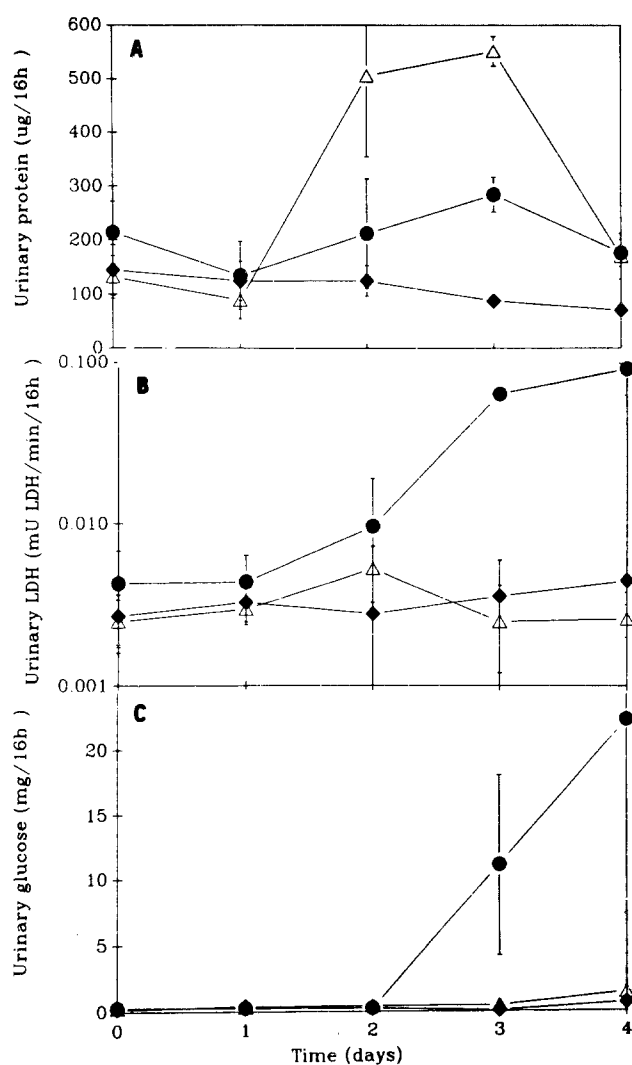 A
Urinary protein (ug/16h)
600
500
400
300
200
100
0
B
Urinary LDH (mU LDH/min/16h)
0.100
0.010
0.001
C
Urinary glucose (mg/16h)
20
15
10
5
0
0 1 2 3 4
Time (days)